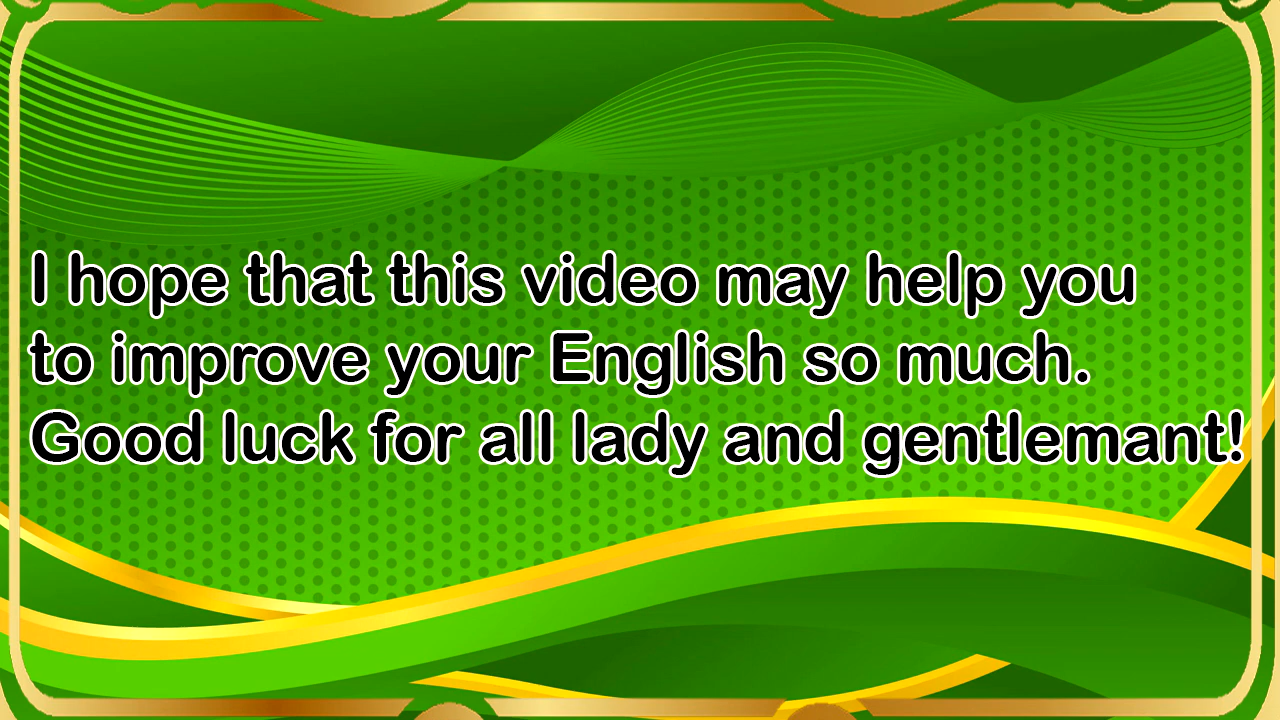 I hope that this video may help you
to improve your English so much.
Good luck for all lady and gentlemant!